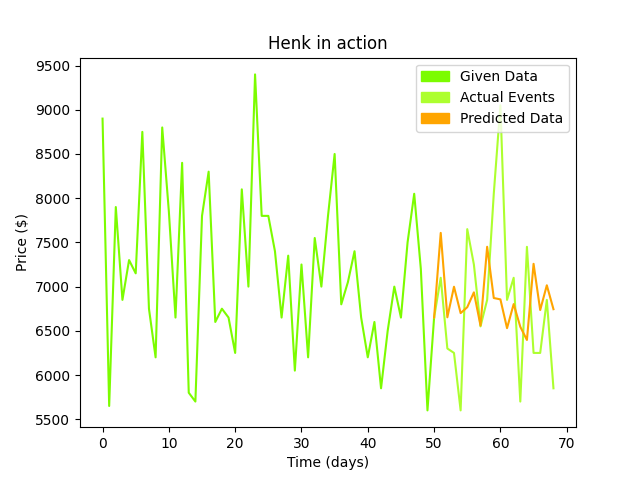 Henk in action
Given Data
Actual Events
Predicted Data
9500
9000
8500
8000
7500
7000
6500
6000
5500
Price ($)
0 10 20 30 40 50 60 70
Time (days)